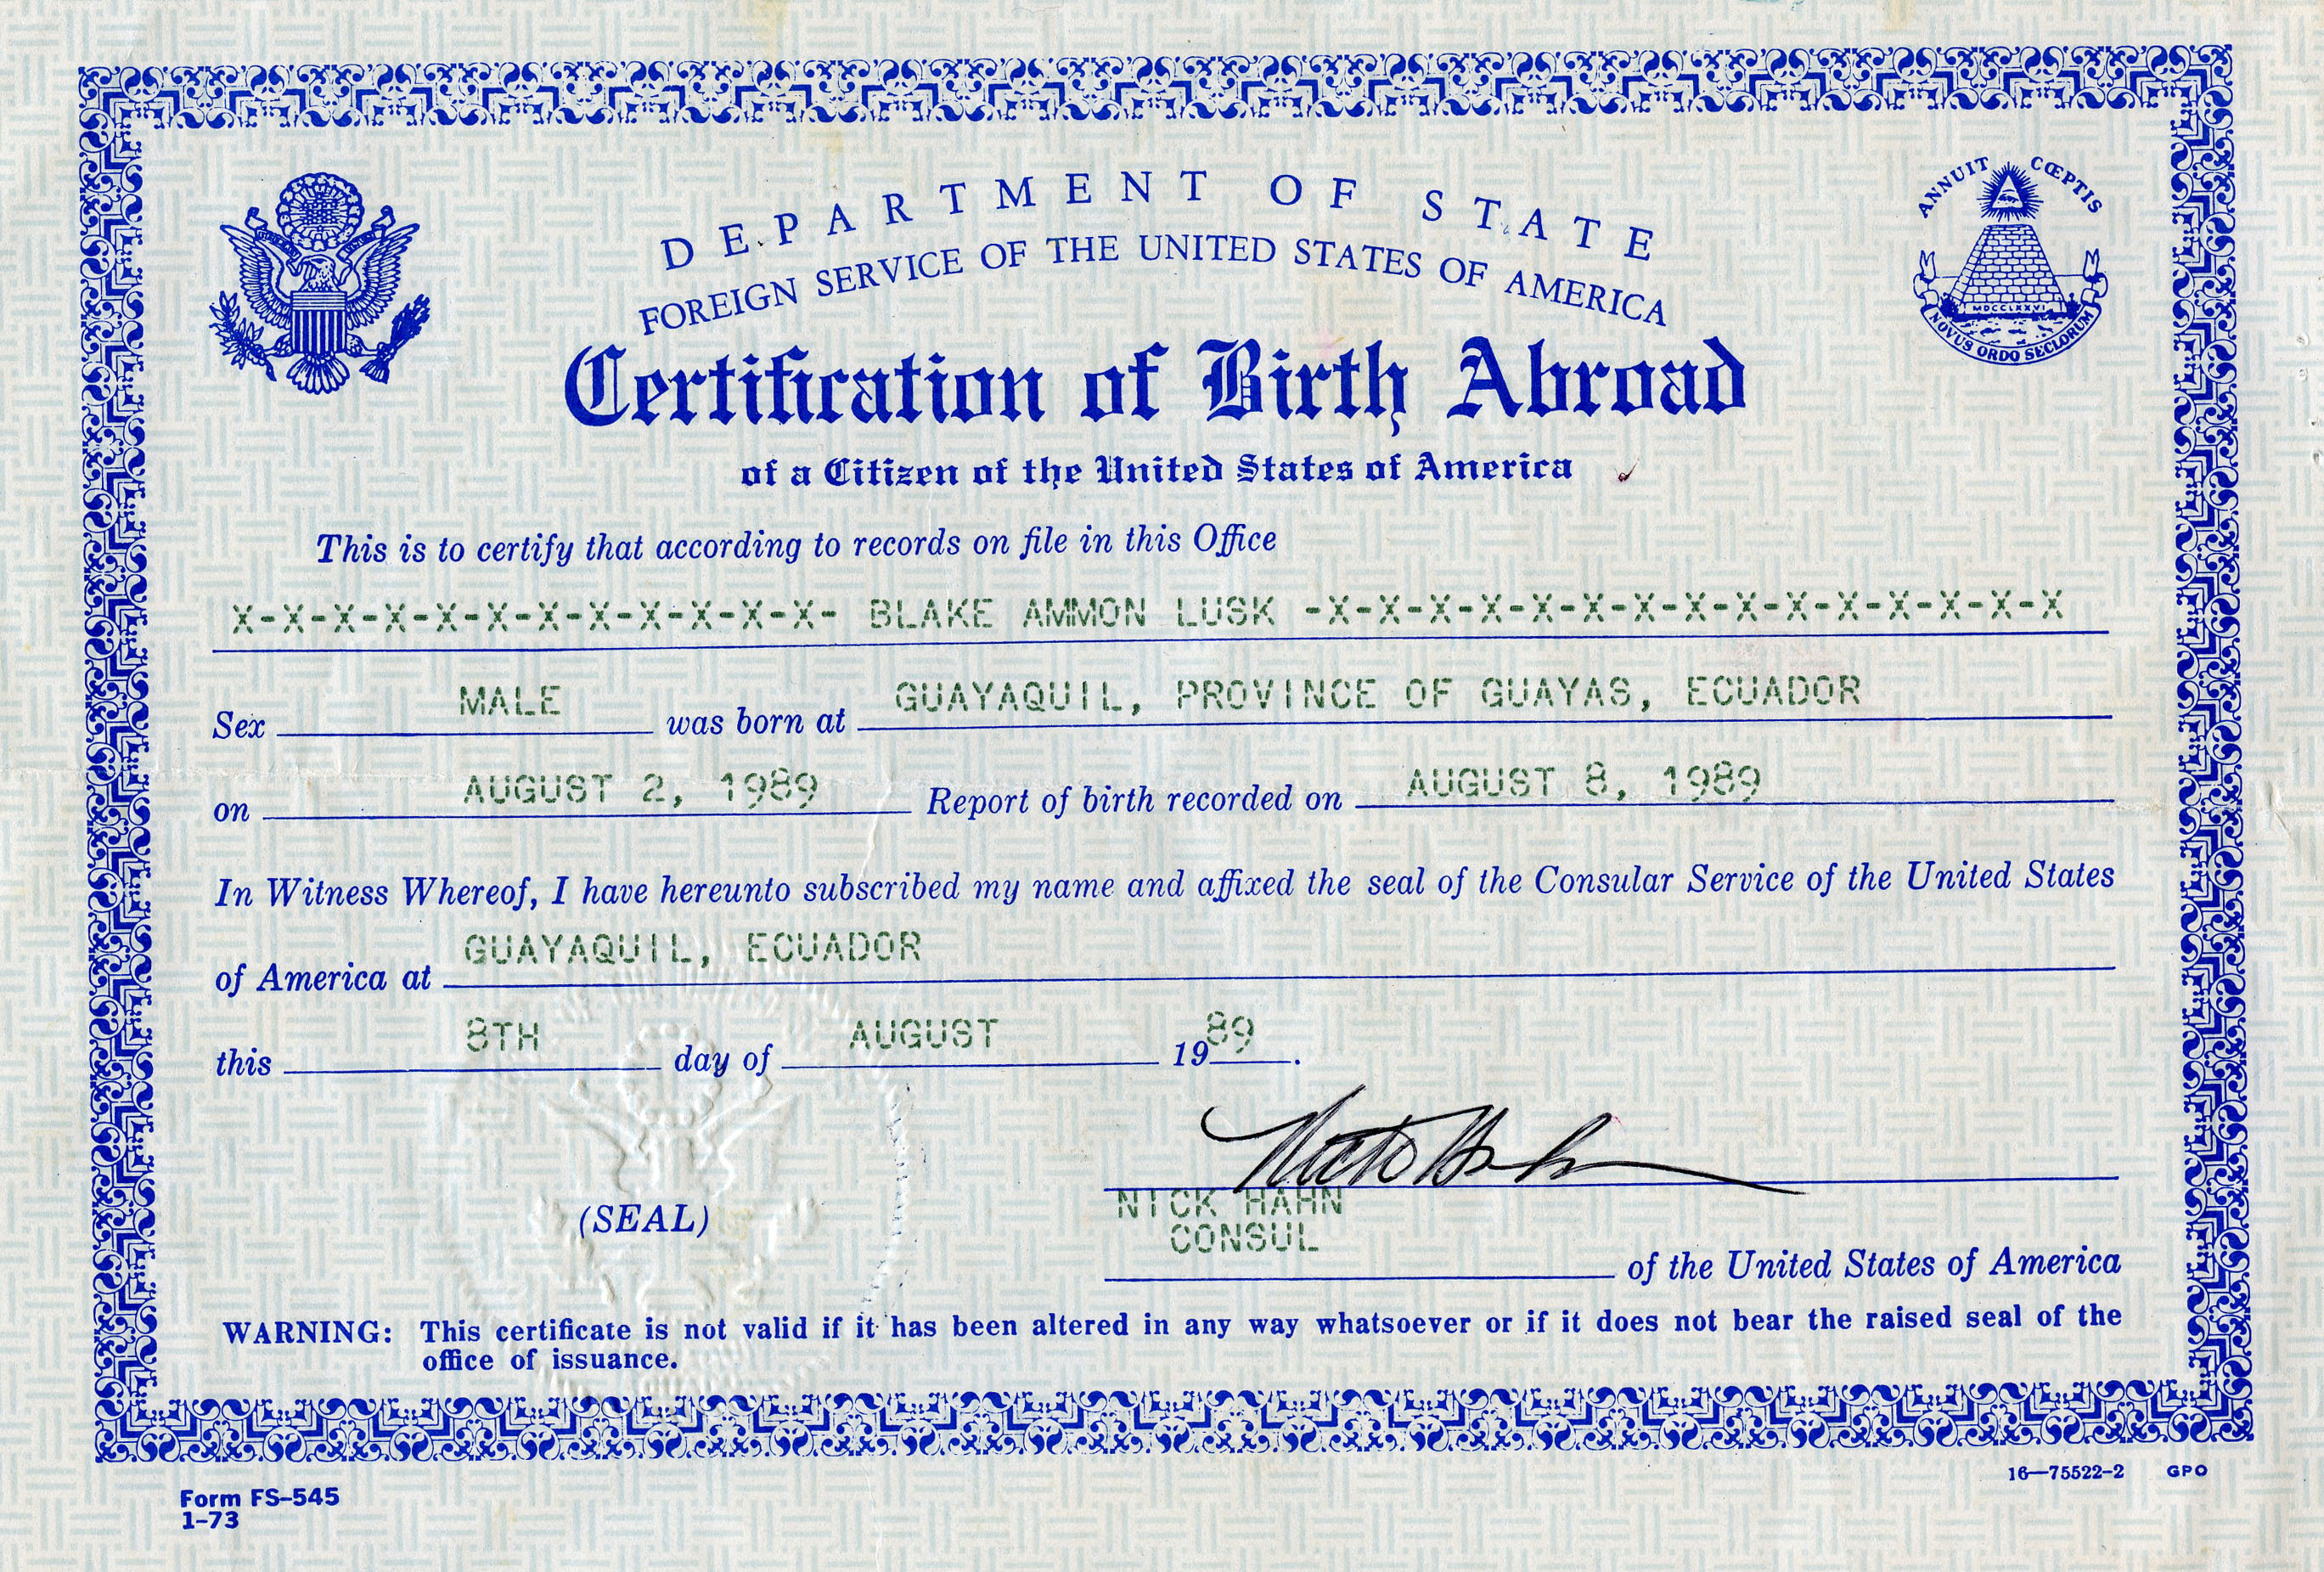 DEPARTMENT OF STATE
FOREIGN SERVICE OF THE UNITED STATES OF AMERICA
ANNUIT CŒPTIS
MDCCLXXVI
NOVUS ORDO SECLORUM
Certification of Birth Abroad
of a Citizen of the United States of America
This is to certify that according to records on file in this Office
X-X-X-X-X-X-X-X-X-X-X-X- BLAKE AMMON LUSK -X-X-X-X-X-X-X-X-X-X-X-X-X-X-X
Sex MALE was born at GUAYAQUIL, PROVINCE OF GUAYAS, ECUADOR
on AUGUST 2, 1989 Report of birth recorded on AUGUST 8, 1989
In Witness Whereof, I have hereunto subscribed my name and affixed the seal of the Consular Service of the United States
of America at GUAYAQUIL, ECUADOR
this 8TH day of AUGUST 1989.
(SEAL)
NICK HAHN
CONSUL
of the United States of America
WARNING: This certificate is not valid if it has been altered in any way whatsoever or if it does not bear the raised seal of the
office of issuance.
16—75522-2 GPO
Form FS-545
1-73